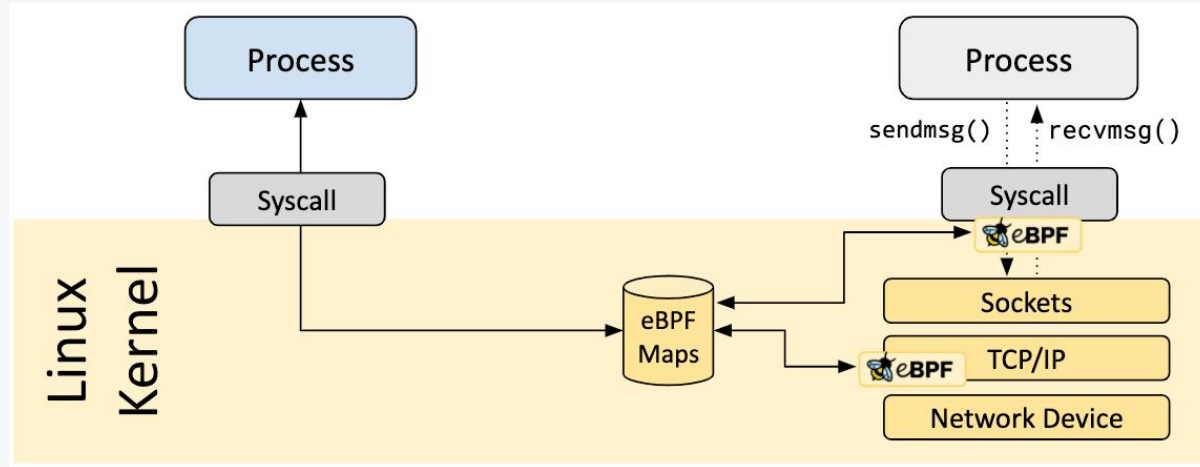 Process
Process
sendmsg()
recvmsg()
Syscall
Syscall
eBPF
Linux
Kernel
eBPF
Maps
Sockets
eBPF
TCP/IP
Network Device